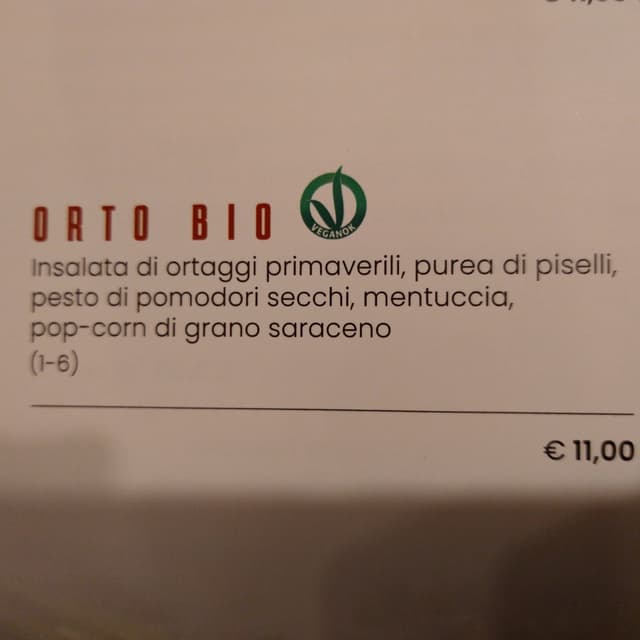 ORTO BIO
VEGANOK
Insalata di ortaggi primaverili, purea di piselli,
pesto di pomodori secchi, mentuccia,
pop-corn di grano saraceno
(1-6)
€ 11,00